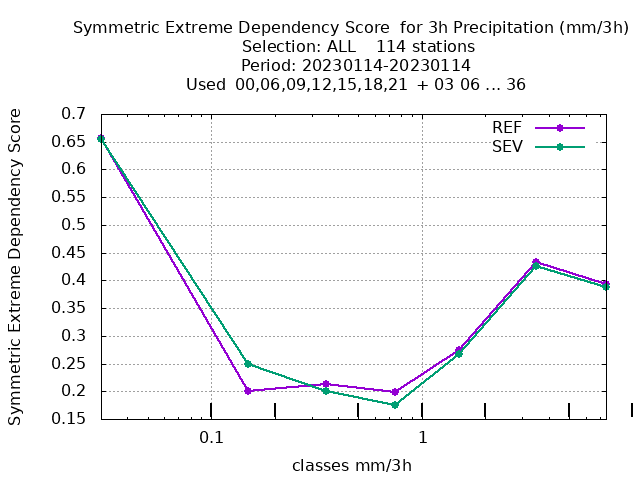 Symmetric Extreme Dependency Score  for 3h Precipitation (mm/3h)
Selection: ALL    114 stations
Period: 20230114-20230114
Used  00,06,09,12,15,18,21  + 03 06 ... 36
Symmetric Extreme Dependency Score
0.7
0.65
0.6
0.55
0.5
0.45
0.4
0.35
0.3
0.25
0.2
0.15
REF
SEV
0.1
1
classes mm/3h